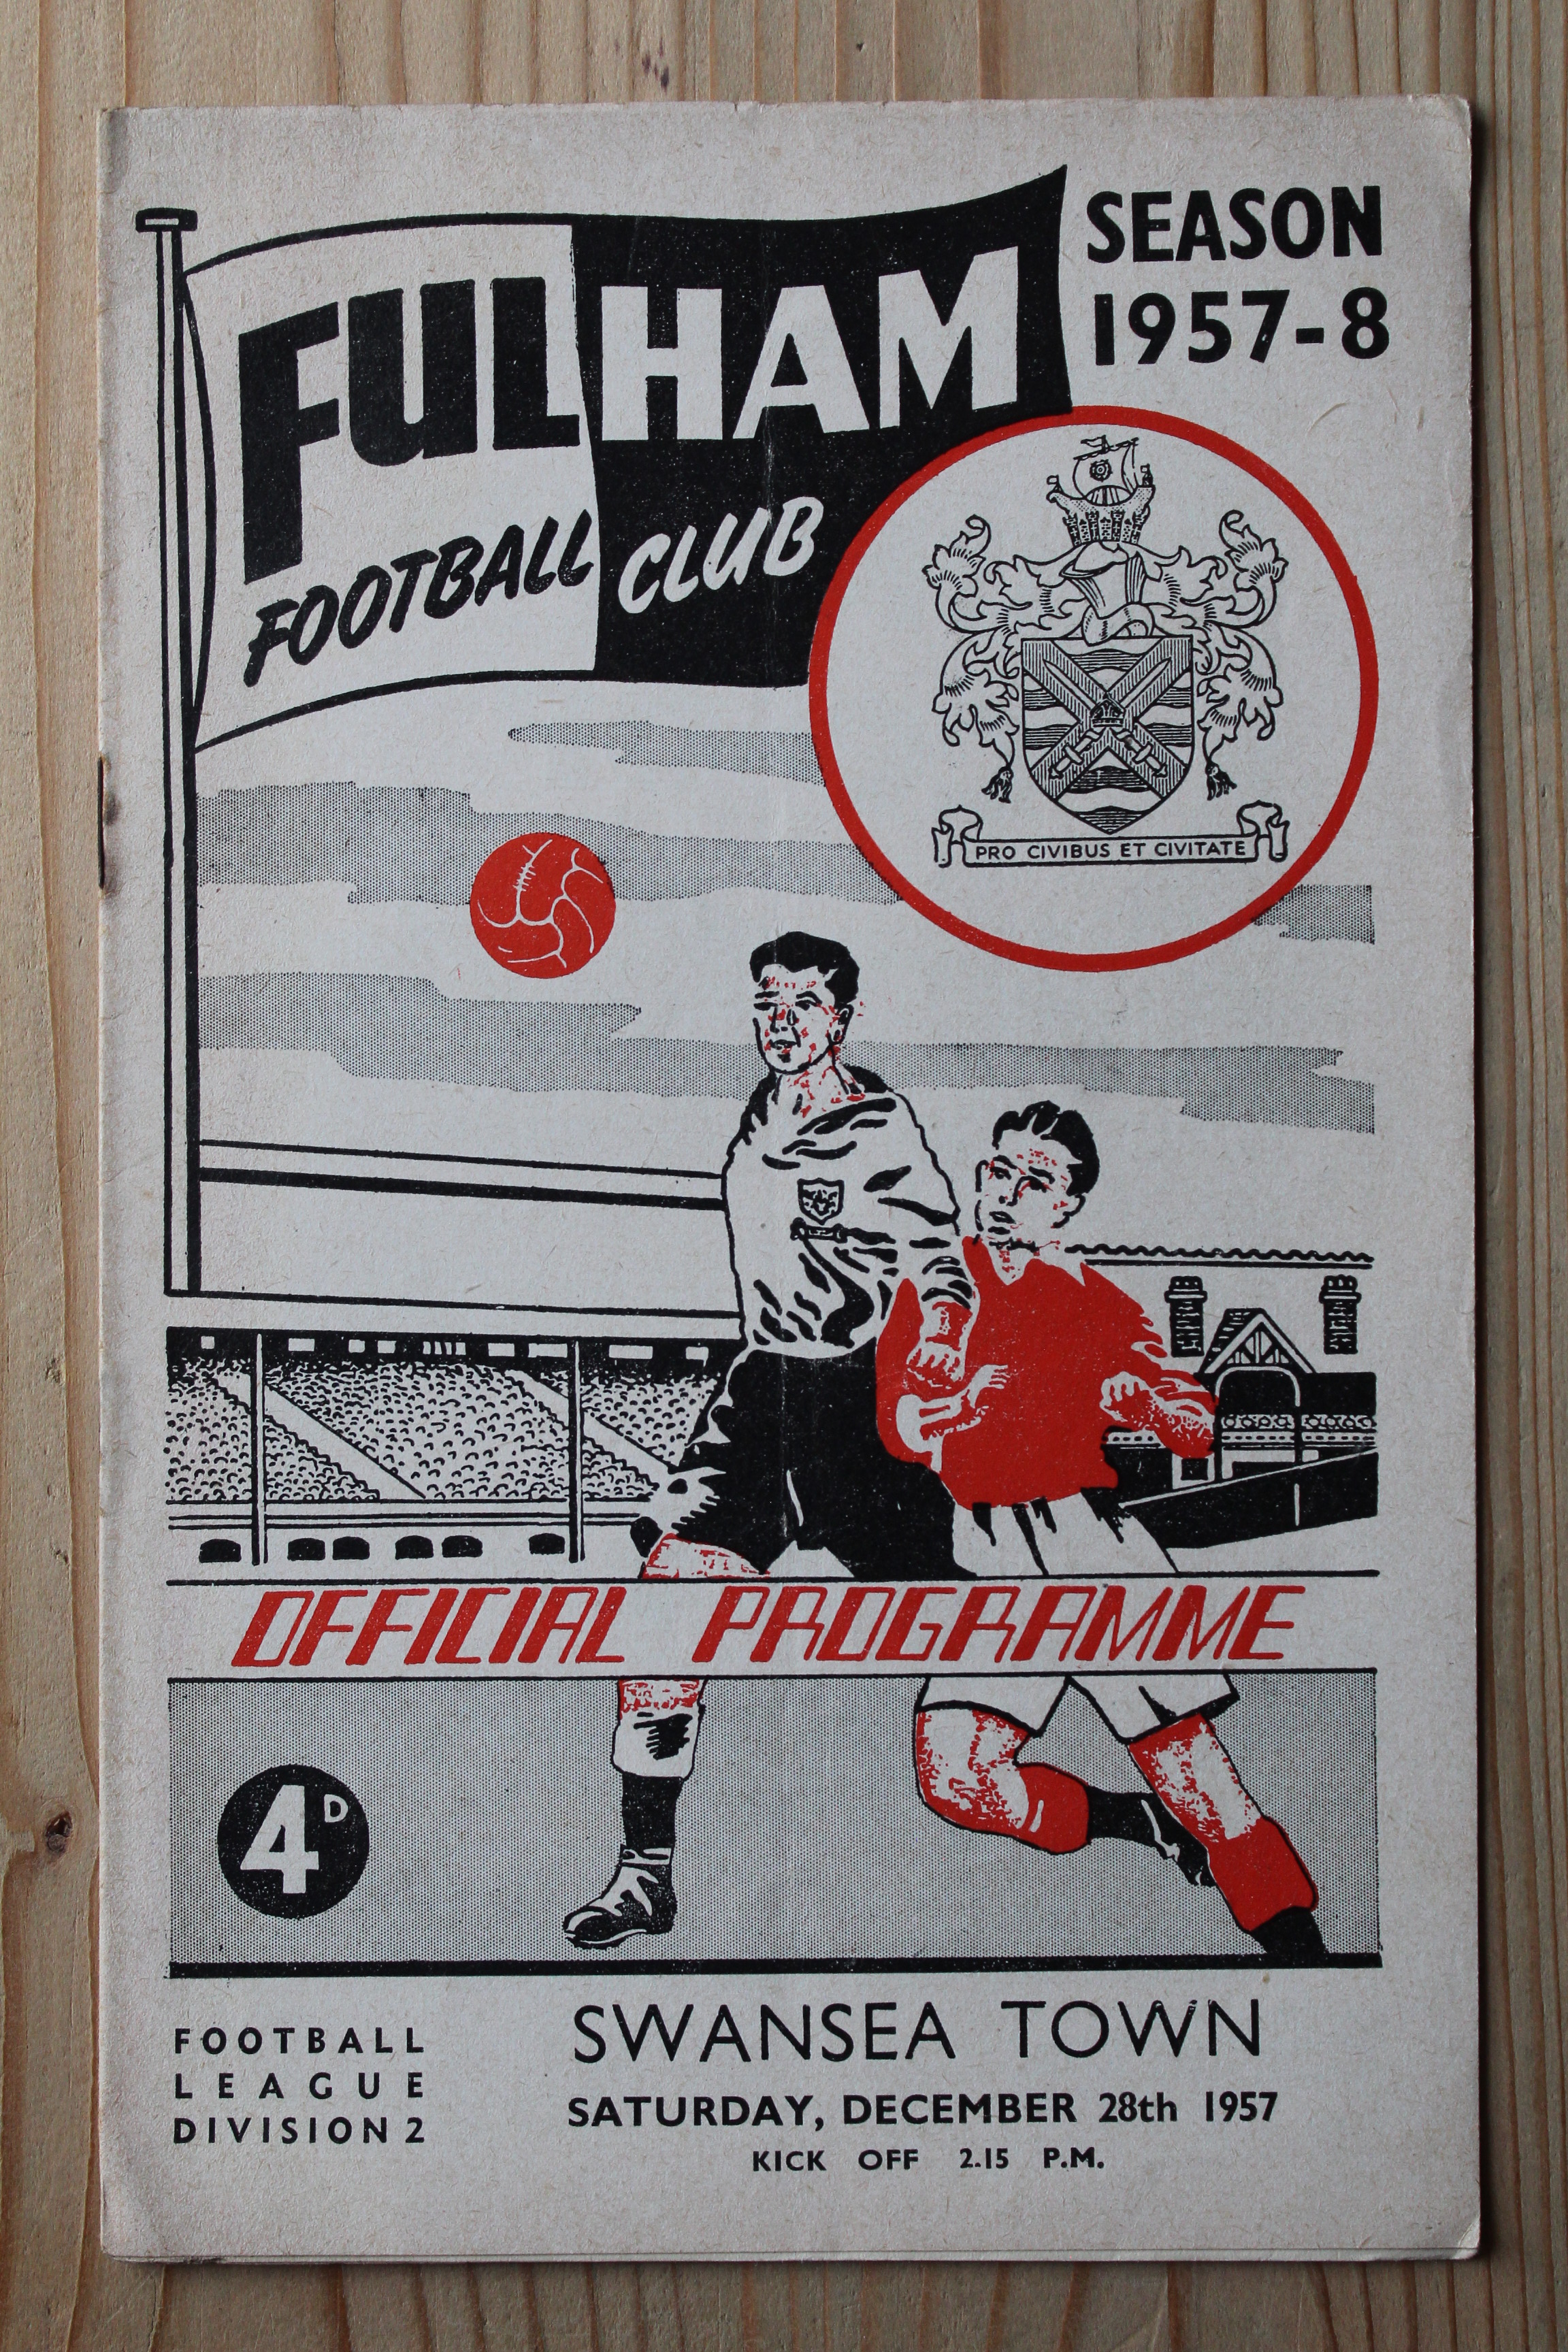 FULHAM
FOOTBALL CLUB
SEASON
1957-8
PRO CIVIBUS ET CIVITATE
OFFICIAL PROGRAMME
4D
FOOTBALL
LEAGUE
DIVISION 2
SWANSEA TOWN
SATURDAY, DECEMBER 28th 1957
KICK OFF 2.15 P.M.